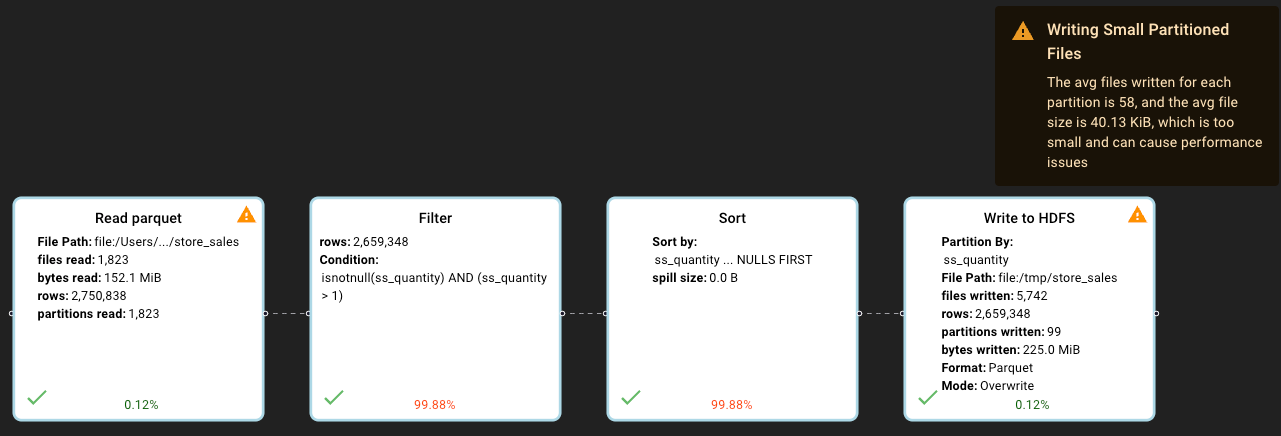 Writing Small Partitioned
Files
The avg files written for each
partition is 58, and the avg file
size is 40.13 KiB, which is too
small and can cause performance
issues
Read parquet
File Path: file:/Users/.../store_sales
files read: 1,823
bytes read: 152.1 MiB
rows: 2,750,838
partitions read: 1,823
0.12%
Filter
rows: 2,659,348
Condition:
isnotnull(ss_quantity) AND (ss_quantity
> 1)
99.88%
Sort
Sort by:
ss_quantity ... NULLS FIRST
spill size: 0.0 B
99.88%
Write to HDFS
Partition By:
ss_quantity
File Path: file:/tmp/store_sales
files written: 5,742
rows: 2,659,348
partitions written: 99
bytes written: 225.0 MiB
Format: Parquet
Mode: Overwrite
0.12%